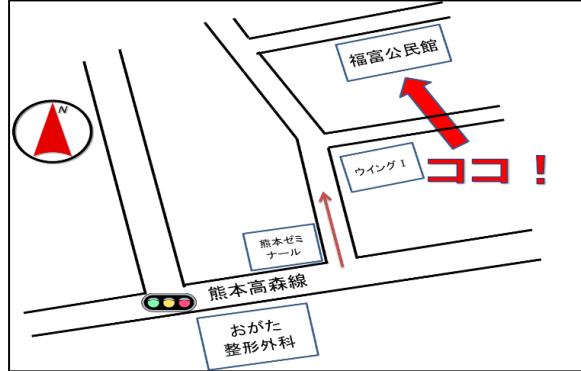 福富公民館
N
ウイングⅠ
ココ！
熊本ゼミ
ナール
熊本高森線
おがた
整形外科